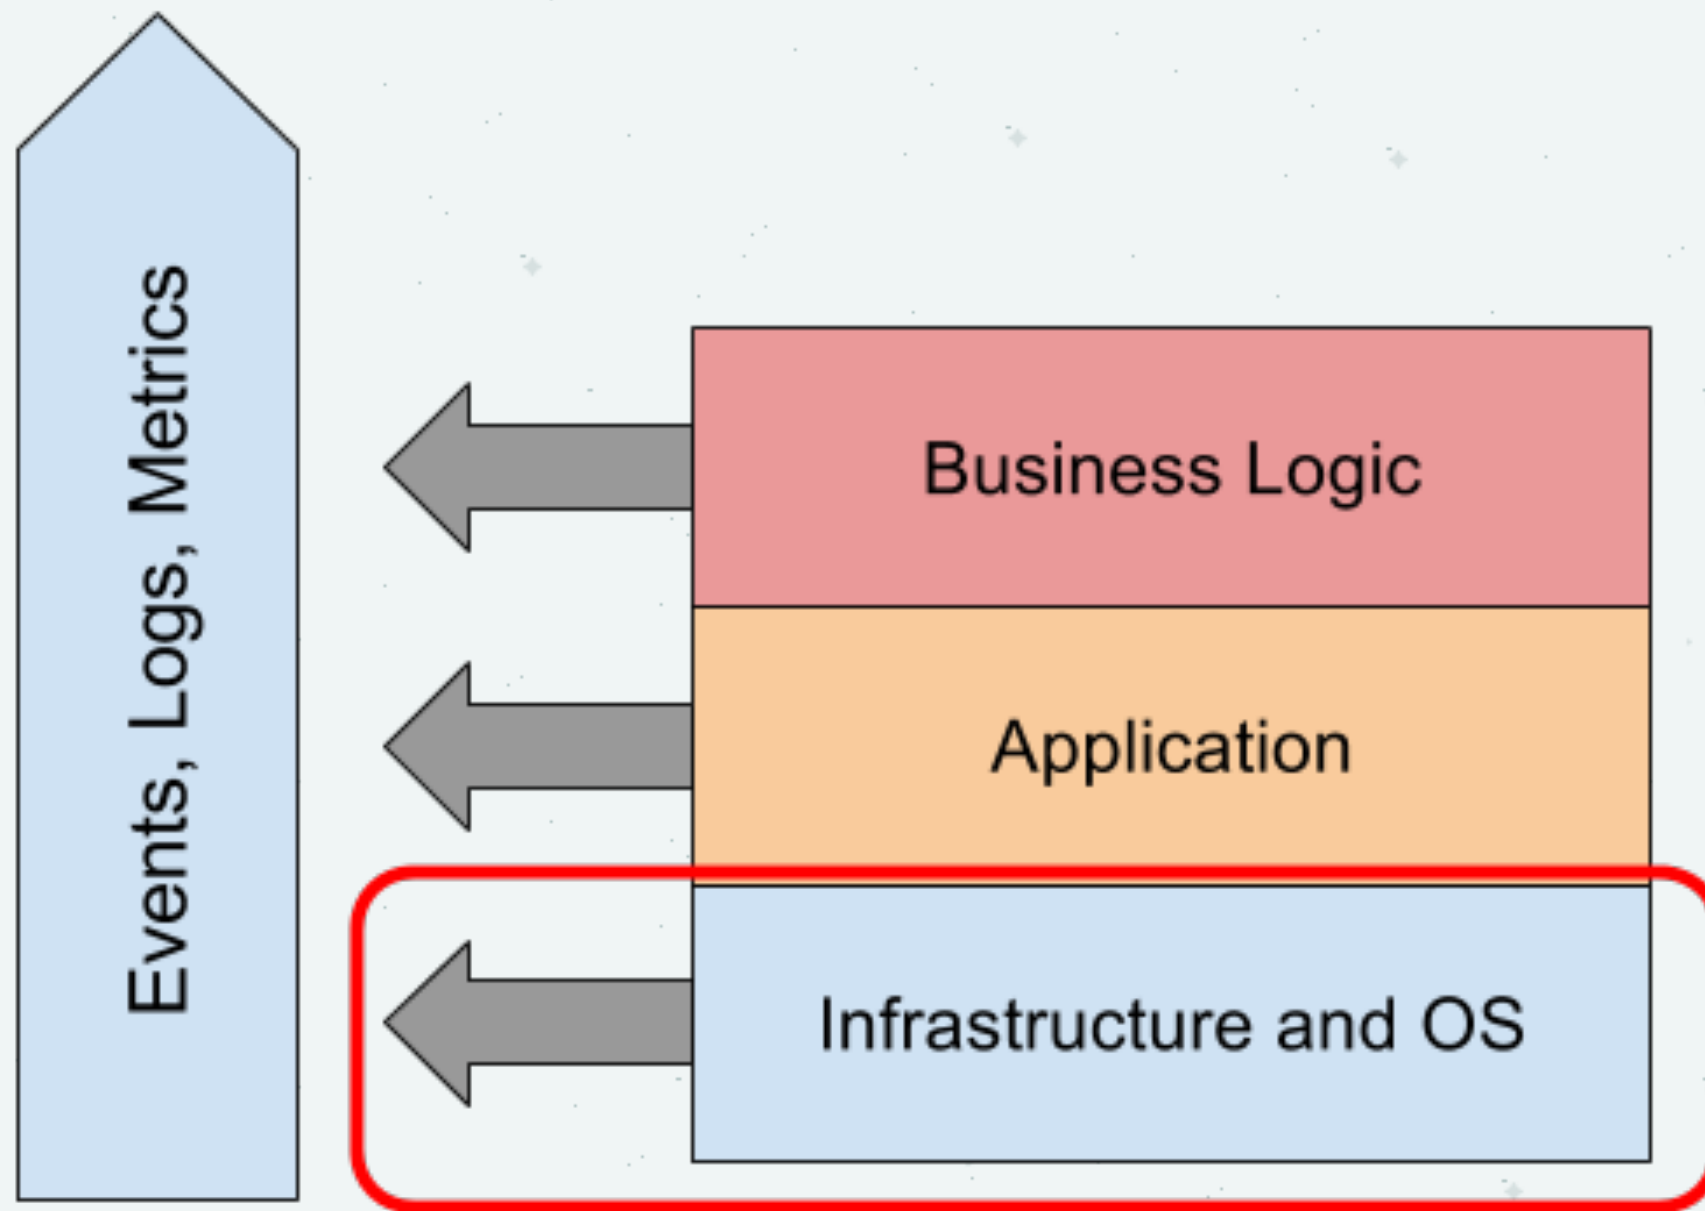 Events, Logs, Metrics
Business Logic
Application
Infrastructure and OS